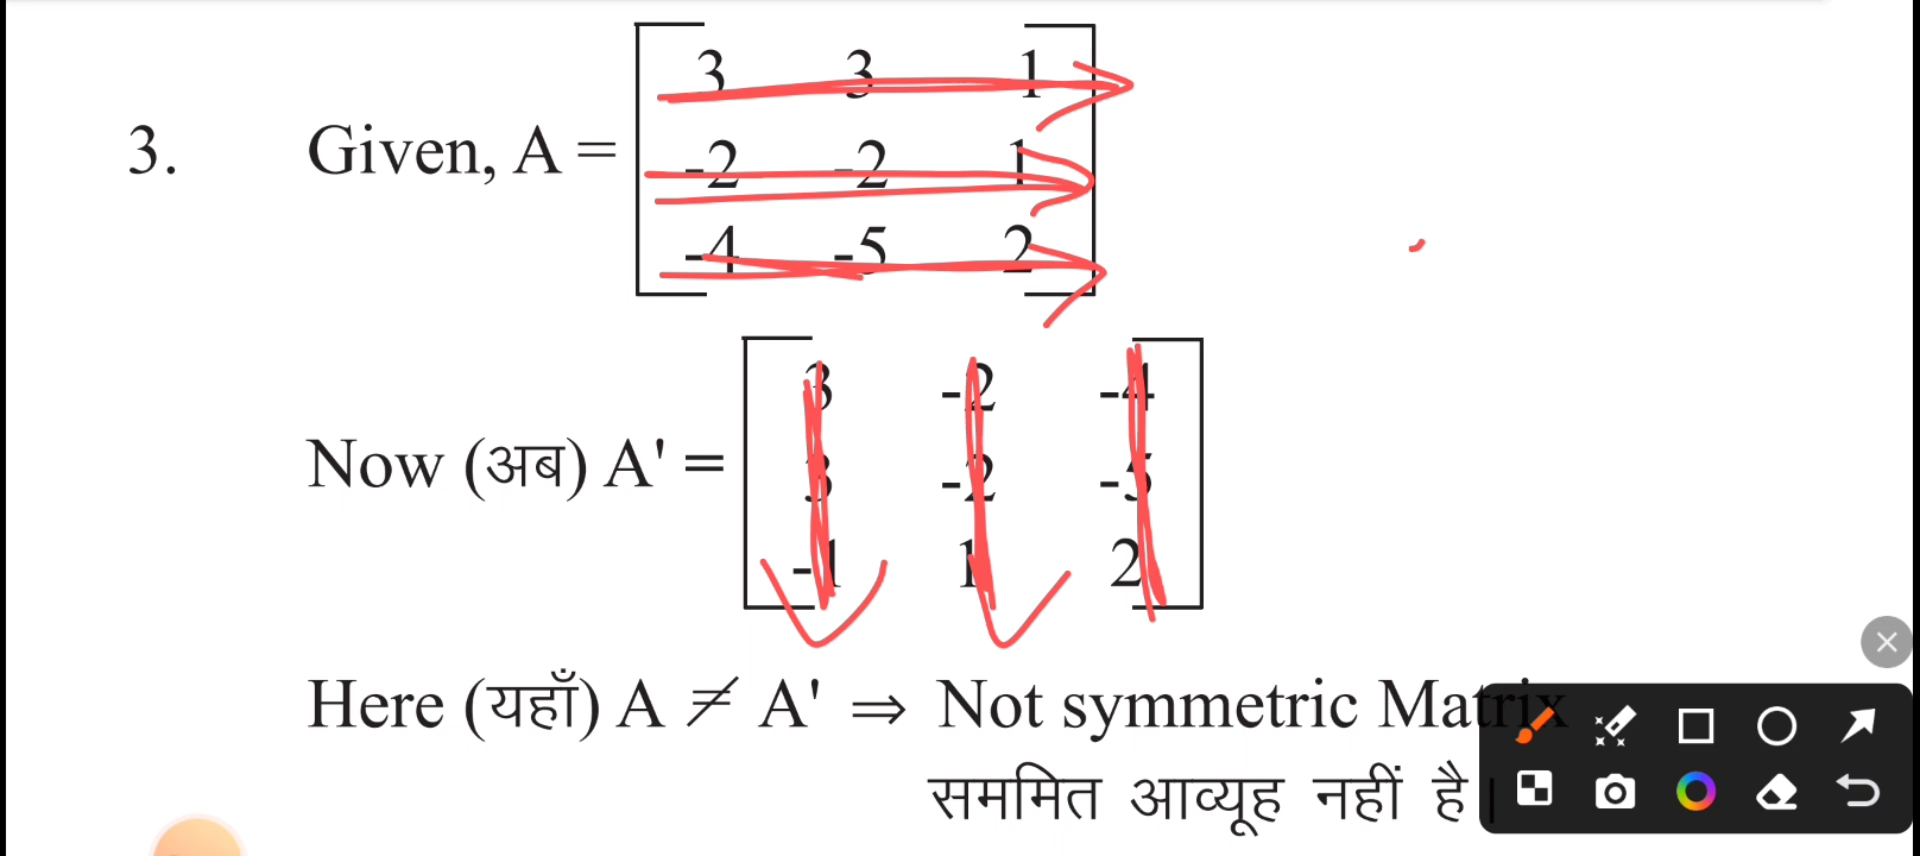 3. Given, A =
3 3 1
-2 -2 1
-4 -5 2
Now (अब) A' =
3 -2 -4
3 -2 -5
-1 1 2
Here (यहाँ) A ≠ A' ⇒ Not symmetric Matrix
सममित आव्यूह नहीं है।